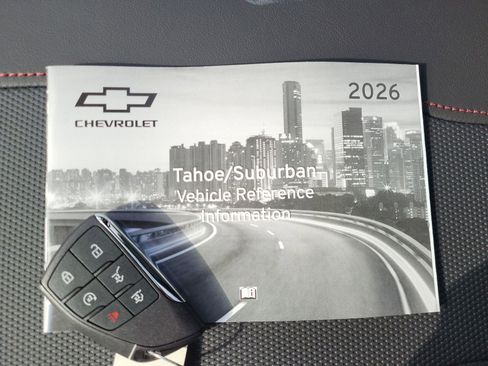 2026
CHEVROLET
Tahoe/Suburban
Vehicle Reference
Information